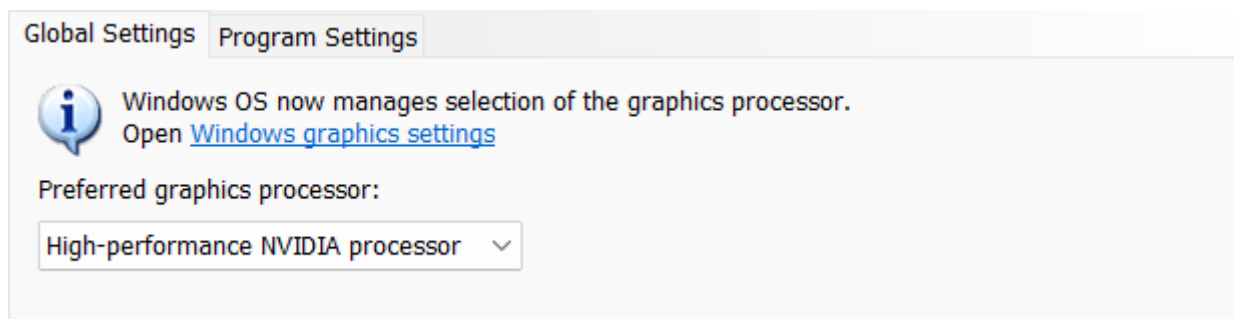 Global Settings
Program Settings
Windows OS now manages selection of the graphics processor.
Open Windows graphics settings
Preferred graphics processor:
High-performance NVIDIA processor